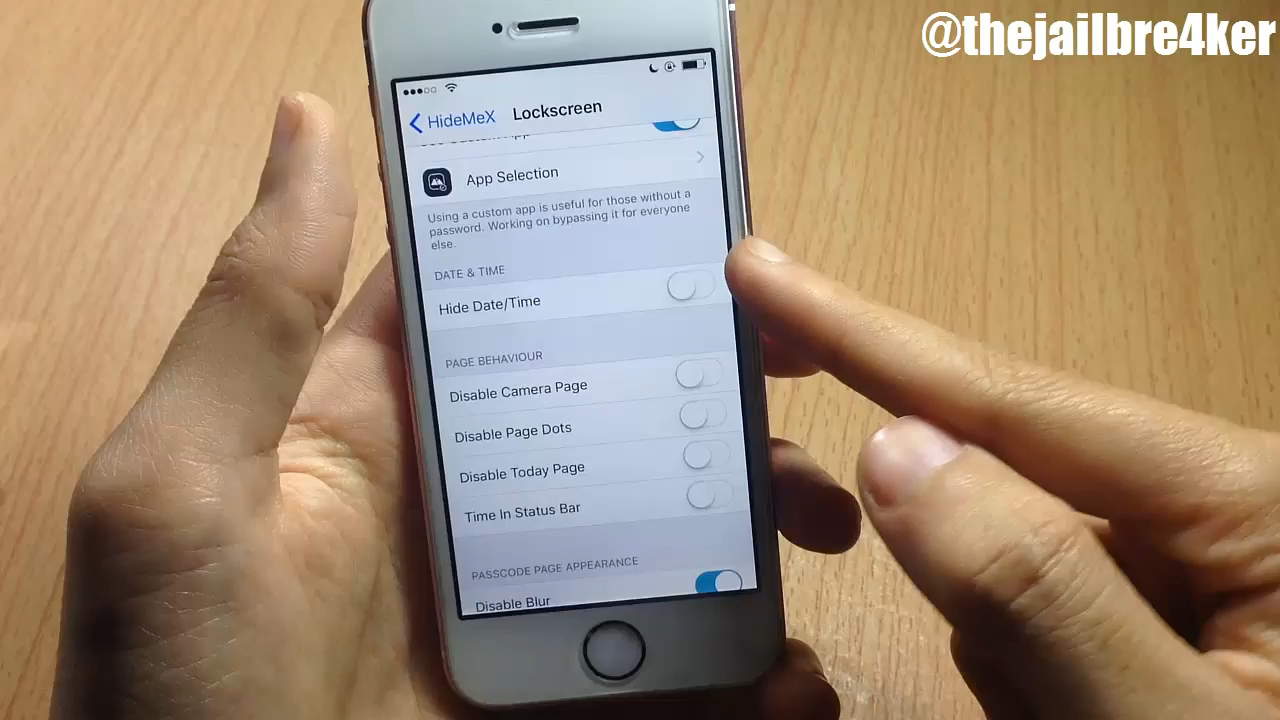 @thejailbre4ker
HideMeX
Lockscreen
App Selection
Using a custom app is useful for those without a
password. Working on bypassing it for everyone
else.
DATE & TIME
Hide Date/Time
PAGE BEHAVIOUR
Disable Camera Page
Disable Page Dots
Disable Today Page
Time In Status Bar
PASSCODE PAGE APPEARANCE
Disable Blur